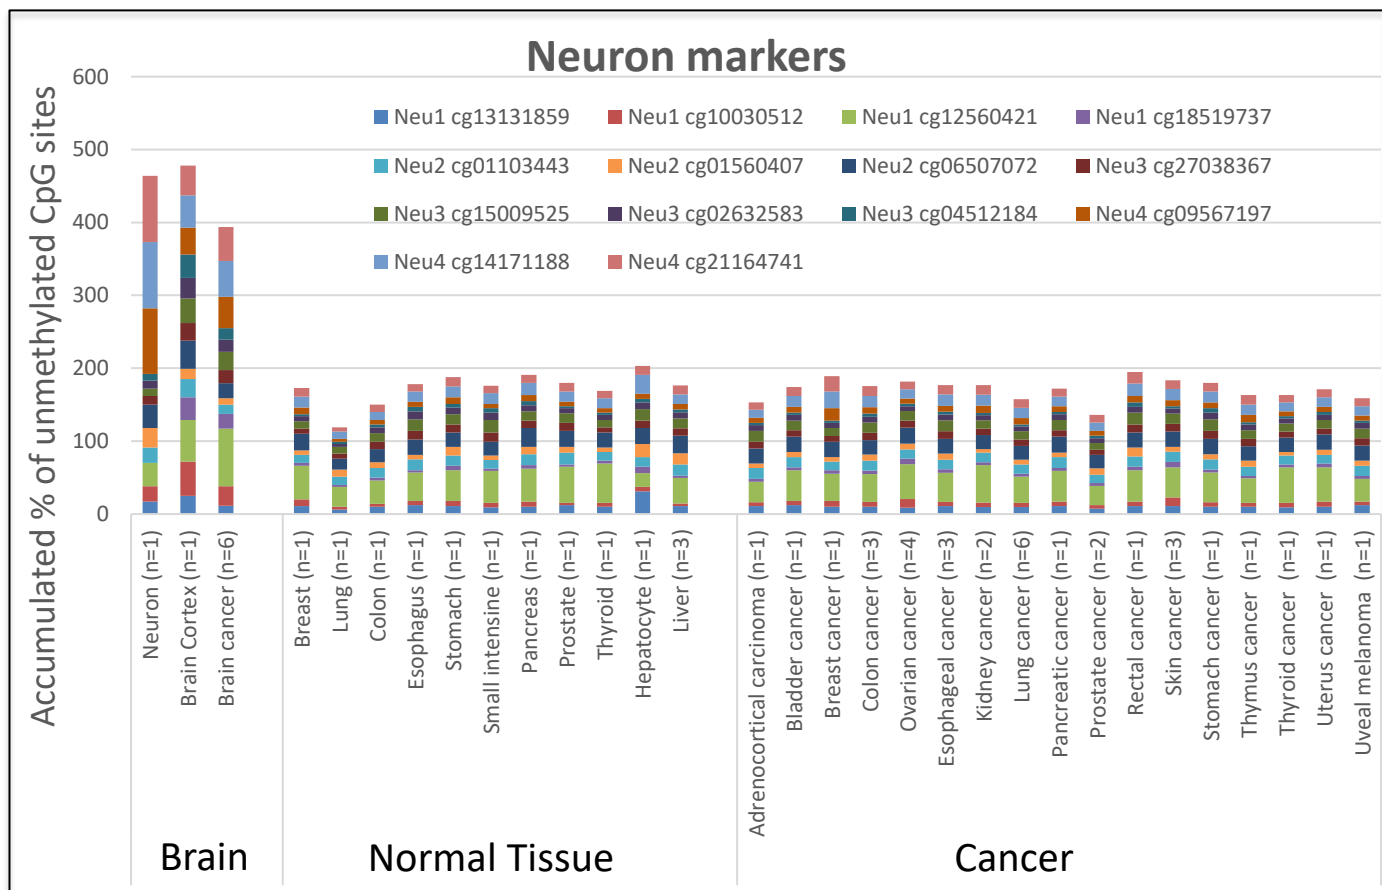 Neuron markers
Accumulated % of unmethylated CpG sites
600
500
400
300
200
100
0
Neu1 cg13131859
Neu1 cg10030512
Neu1 cg12560421
Neu1 cg18519737
Neu2 cg01103443
Neu2 cg01560407
Neu2 cg06507072
Neu3 cg27038367
Neu3 cg15009525
Neu3 cg02632583
Neu3 cg04512184
Neu4 cg09567197
Neu4 cg14171188
Neu4 cg21164741
Neuron (n=1)
Brain Cortex (n=1)
Brain cancer (n=6)
Breast (n=1)
Lung (n=1)
Colon (n=1)
Esophagus (n=1)
Stomach (n=1)
Small intensine (n=1)
Pancreas (n=1)
Prostate (n=1)
Thyroid (n=1)
Hepatocyte (n=1)
Liver (n=3)
Adrenocortical carcinoma (n=1)
Bladder cancer (n=1)
Breast cancer (n=1)
Colon cancer (n=3)
Ovarian cancer (n=4)
Esophageal cancer (n=3)
Kidney cancer (n=2)
Lung cancer (n=6)
Pancreatic cancer (n=1)
Prostate cancer (n=2)
Rectal cancer (n=1)
Skin cancer (n=3)
Stomach cancer (n=1)
Thymus cancer (n=1)
Thyroid cancer (n=1)
Uterus cancer (n=1)
Uveal melanoma (n=1)
Brain
Normal Tissue
Cancer